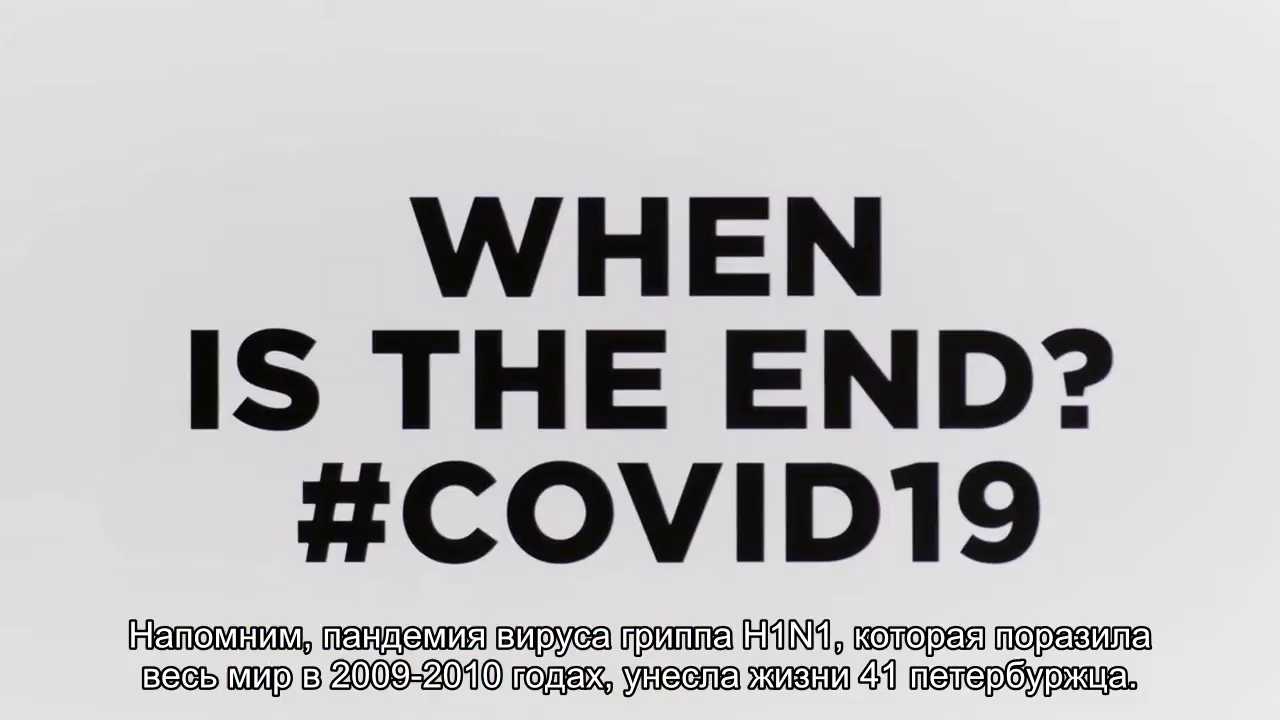 WHEN
IS THE END?
#COVID19
Напомним, пандемия вируса гриппа H1N1, которая поразила
весь мир в 2009-2010 годах, унесла жизни 41 петербуржца.